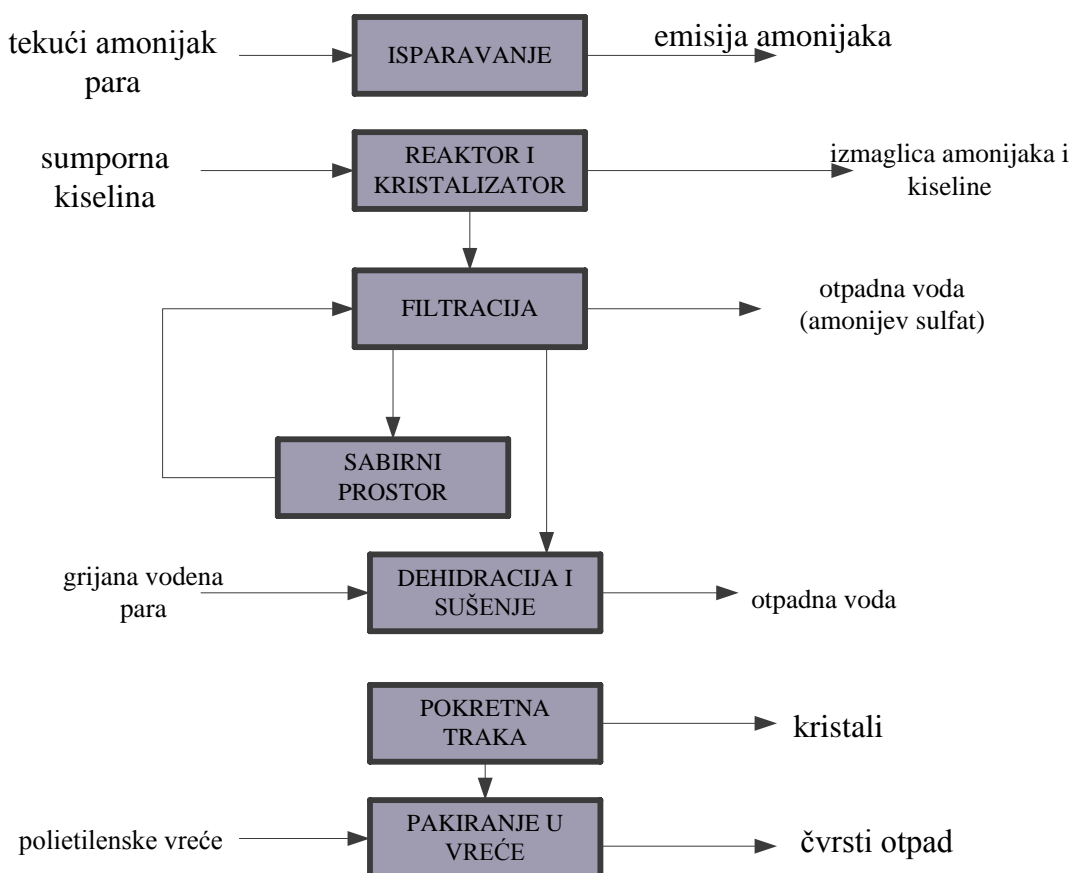 tekući amonijak
para
ISPARAVANJE
emisija amonijaka
sumporna
kiselina
REAKTOR I
KRISTALIZATOR
izmaglica amonijaka i
kiseline
FILTRACIJA
otpadna voda
(amonijev sulfat)
SABIRNI
PROSTOR
grijana vodena
para
DEHIDRACIJA I
SUŠENJE
otpadna voda
POKRETNA
TRAKA
kristali
polietilenske vreće
PAKIRANJE U
VREĆE
čvrsti otpad